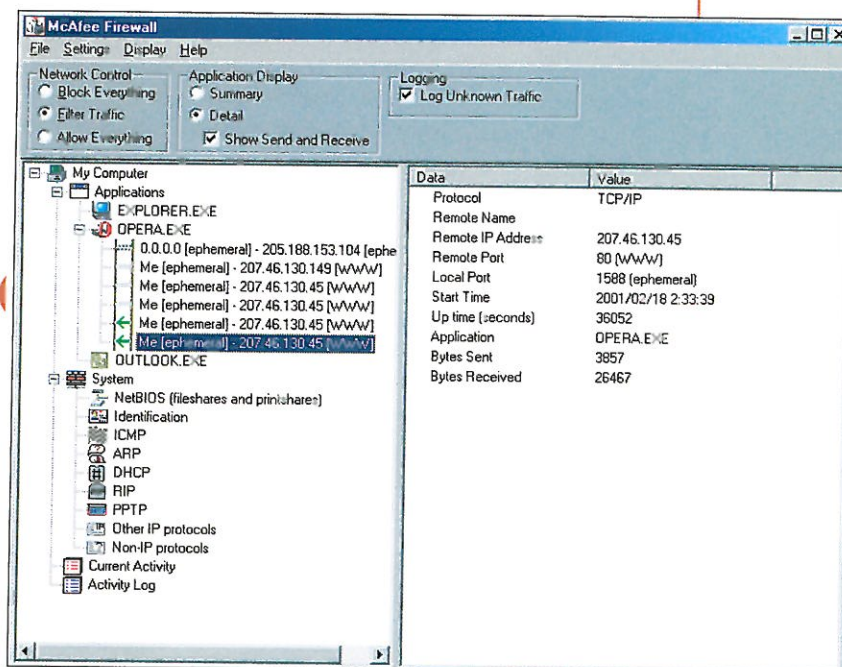 McAfee Firewall
File Settings Display Help
Network Control
Block Everything
Filter Traffic
Allow Everything
Application Display
Summary
Detail
Show Send and Receive
Logging
Log Unknown Traffic
My Computer
Applications
EXPLORER.EXE
OPERA.EXE
0.0.0.0 [ephemeral] - 205.188.153.104 [ephe
Me [ephemeral] - 207.46.130.149 [WWW]
Me [ephemeral] - 207.46.130.45 [WWW]
Me [ephemeral] - 207.46.130.45 [WWW]
Me [ephemeral] - 207.46.130.45 [WWW]
Me [ephemeral] - 207.46.130.45 [WWW]
OUTLOOK.EXE
System
NetBIOS (fileshares and printshares)
Identification
ICMP
ARP
DHCP
RIP
PPTP
Other IP protocols
Non-IP protocols
Current Activity
Activity Log
Data Value
Protocol TCP/IP
Remote Name
Remote IP Address 207.46.130.45
Remote Port 80 [WWW]
Local Port 1588 (ephemeral)
Start Time 2001/02/18 2:33:39
Up time (seconds) 36052
Application OPERA.EXE
Bytes Sent 3857
Bytes Received 26467